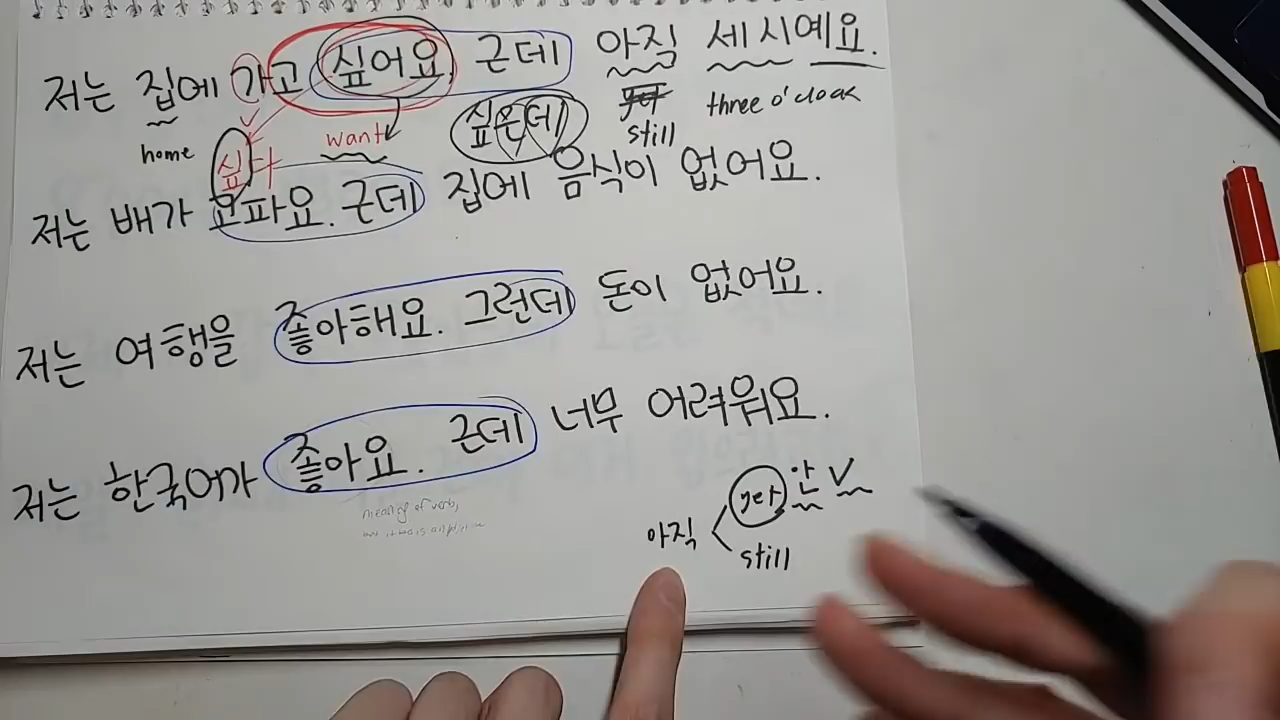 저는 집에 가고 싶어요. 근데 아직 세시예요.
home
want
싶은데
still
three o'clock
싶다
저는 배가 고파요. 근데 집에 음식이 없어요.
저는 여행을 좋아해요. 그런데 돈이 없어요.
저는 한국어가 좋아요. 근데 너무 어려워요.
아직
yet 안 V
still